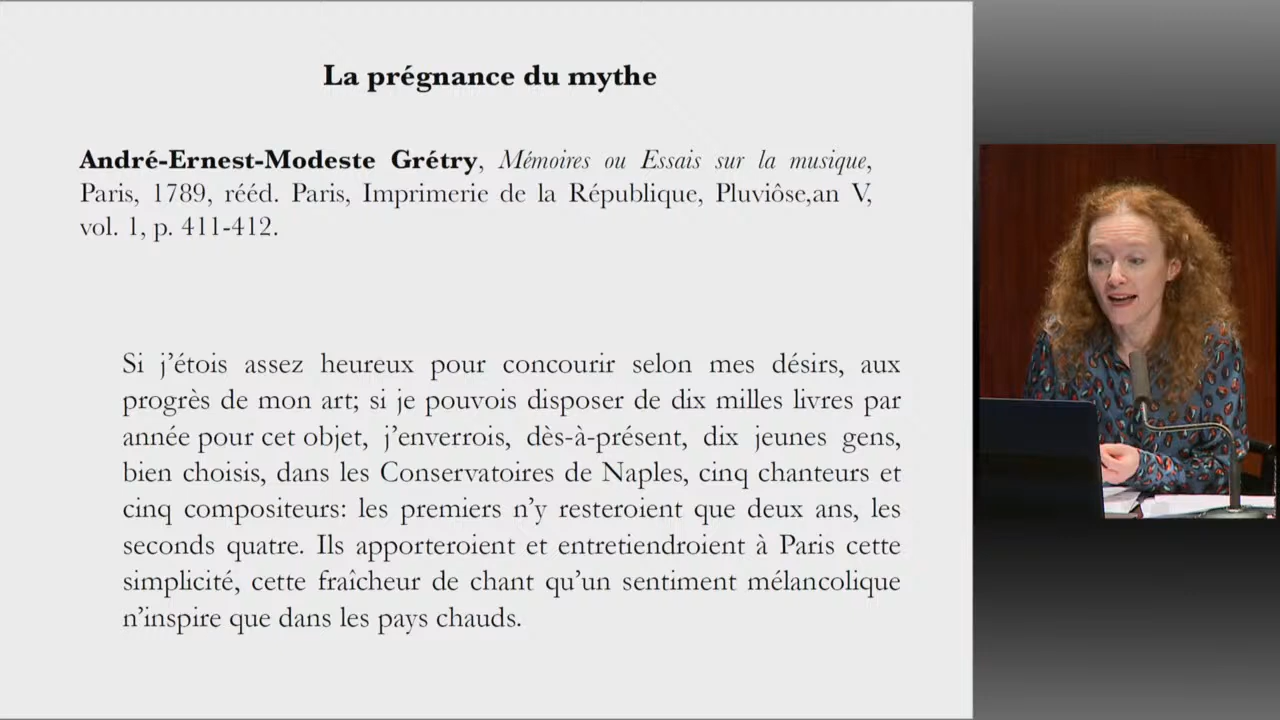 La prégnance du mythe
André-Ernest-Modeste Grétry, Mémoires ou Essais sur la musique,
Paris, 1789, rééd. Paris, Imprimerie de la République, Pluviôse,an V,
vol. 1, p. 411-412.
Si j’étois assez heureux pour concourir selon mes désirs, aux
progrès de mon art; si je pouvois disposer de dix milles livres par
année pour cet objet, j’enverrois, dès-à-présent, dix jeunes gens,
bien choisis, dans les Conservatoires de Naples, cinq chanteurs et
cinq compositeurs: les premiers n’y resteroient que deux ans, les
seconds quatre. Ils apporteroient et entretiendroient à Paris cette
simplicité, cette fraîcheur de chant qu’un sentiment mélancolique
n’inspire que dans les pays chauds.